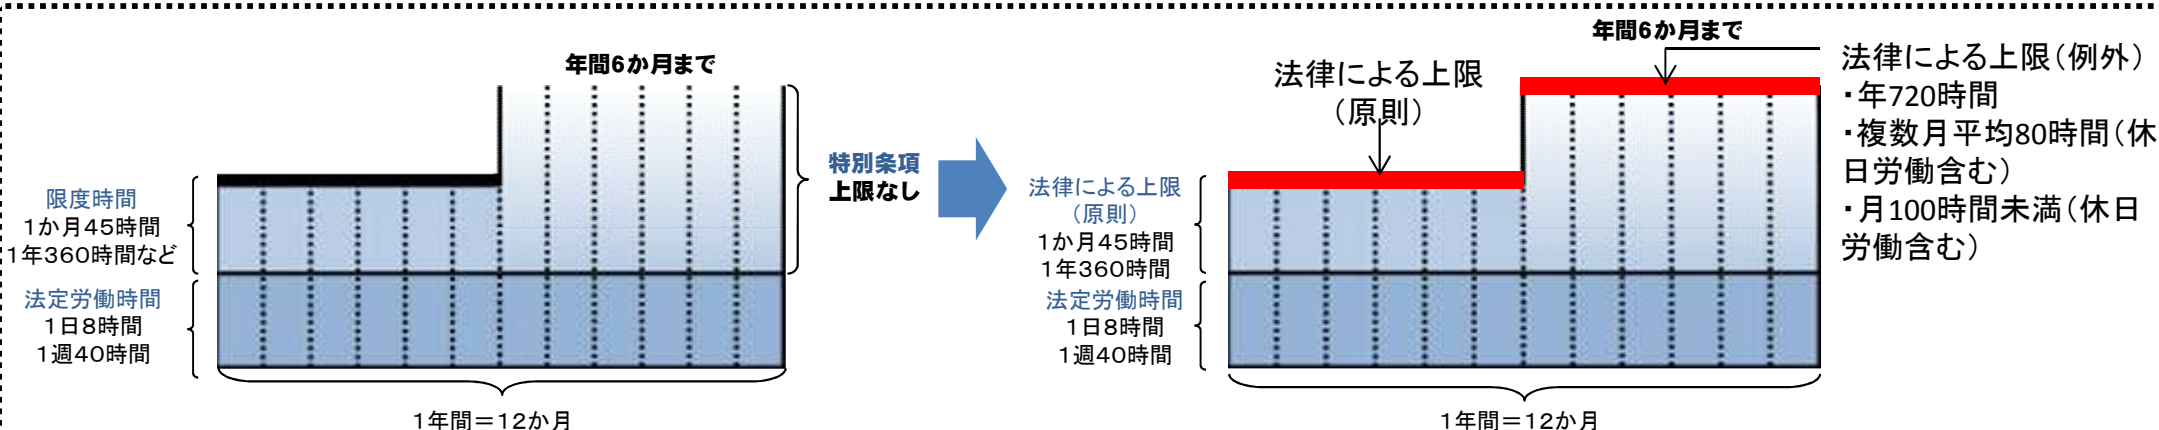 年間6か月まで
限度時間
1か月45時間
1年360時間など
法定労働時間
1日8時間
1週40時間
特別条項
上限なし
1年間=12か月
年間6か月まで
法律による上限
(原則)
法律による上限
(原則)
1か月45時間
1年360時間
法定労働時間
1日8時間
1週40時間
法律による上限(例外)
・年720時間
・複数月平均80時間(休
日労働含む)
・月100時間未満(休日
労働含む)
1年間=12か月